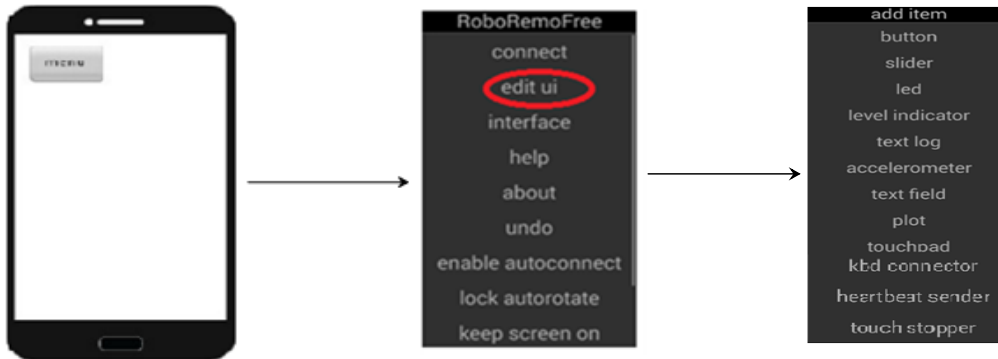 RoboRemoFree
connect
edit ui
interface
help
about
undo
enable autoconnect
lock autorotate
keep screen on
add item
button
slider
led
level indicator
text log
accelerometer
text field
plot
touchpad
kbd connector
heartbeat sender
touch stopper